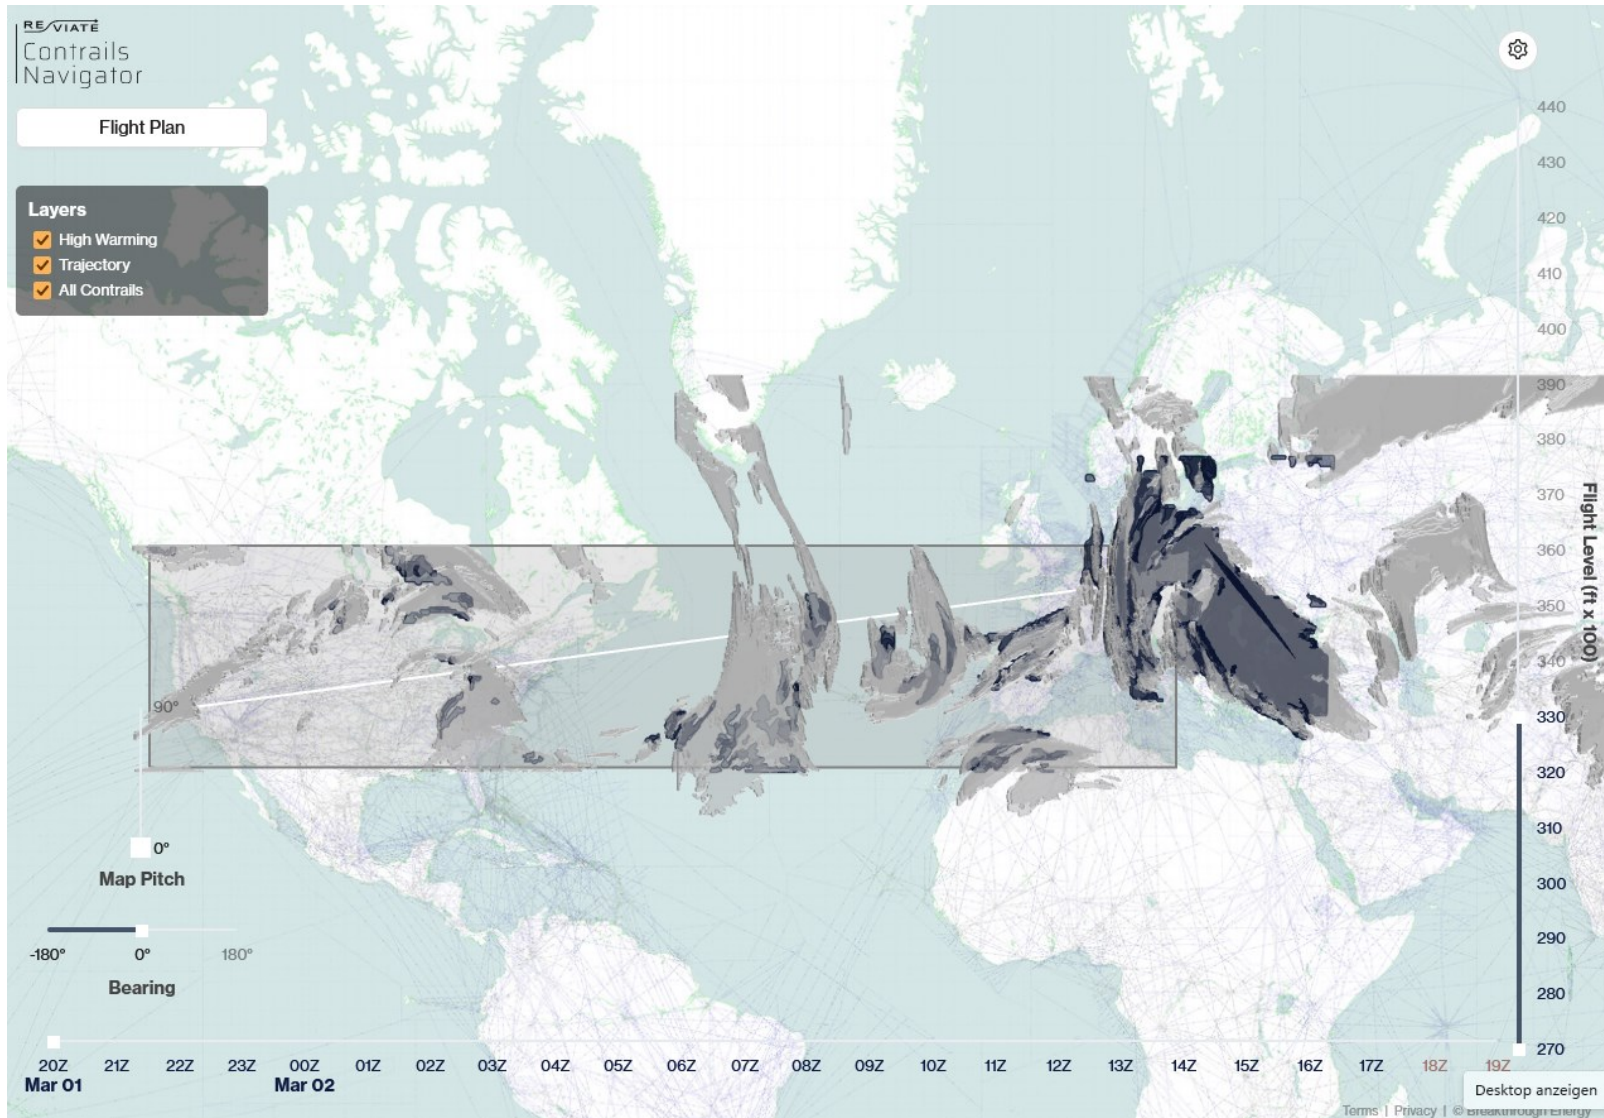 REVIATE
Contrails
Navigator
Flight Plan
Layers
High Warming
Trajectory
All Contrails
440
430
420
410
400
390
380
370
360
350
340
330
320
310
300
290
280
270
Flight Level (ft x 100)
90°
0°
Map Pitch
-180° 0° 180°
Bearing
20Z 21Z 22Z 23Z 00Z 01Z 02Z 03Z 04Z 05Z 06Z 07Z 08Z 09Z 10Z 11Z 12Z 13Z 14Z 15Z 16Z 17Z 18Z 19Z
Mar 01 Mar 02
Desktop anzeigen
Terms | Privacy | © Breakthrough Energy